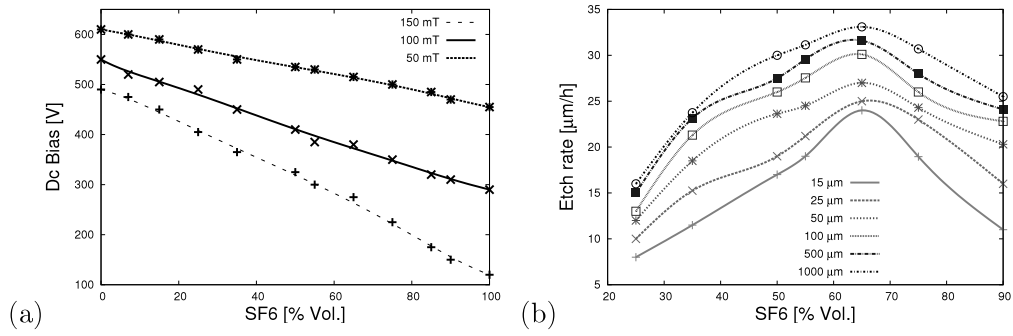 600
500
400
300
200
100
0
20
40
60
80
100
Dc Bias [V]
SF6 [% Vol.]
150 mT
100 mT
50 mT
(a)
35
30
25
20
15
10
5
20
30
40
50
60
70
80
90
Etch rate [µm/h]
SF6 [% Vol.]
15 µm
25 µm
50 µm
100 µm
500 µm
1000 µm
(b)